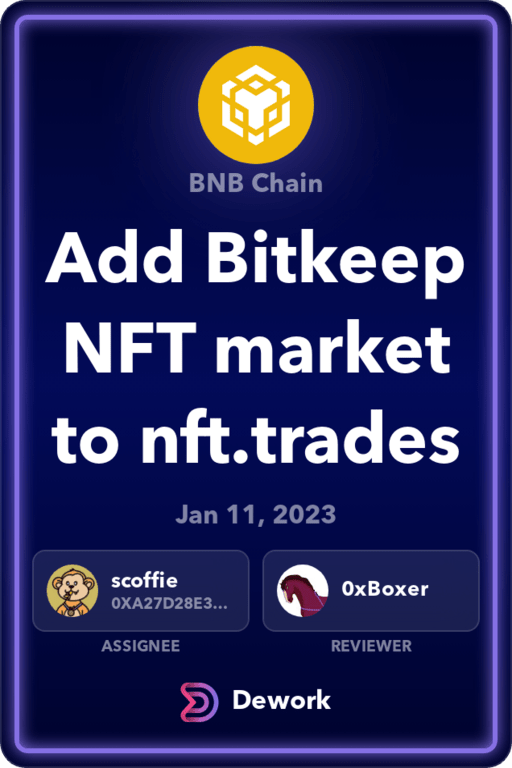 BNB Chain
Add Bitkeep
NFT market
to nft.trades
Jan 11, 2023
scoffie
0XA27D28E3...
ASSIGNEE
0xBoxer
REVIEWER
Dework